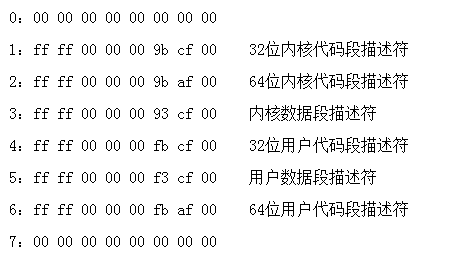 0: 00 00 00 00 00 00 00 00
1: ff ff 00 00 00 9b cf 00    32位内核代码段描述符
2: ff ff 00 00 00 9b af 00    64位内核代码段描述符
3: ff ff 00 00 00 93 cf 00    内核数据段描述符
4: ff ff 00 00 00 fb cf 00    32位用户代码段描述符
5: ff ff 00 00 00 f3 cf 00    用户数据段描述符
6: ff ff 00 00 00 fb af 00    64位用户代码段描述符
7: 00 00 00 00 00 00 00 00